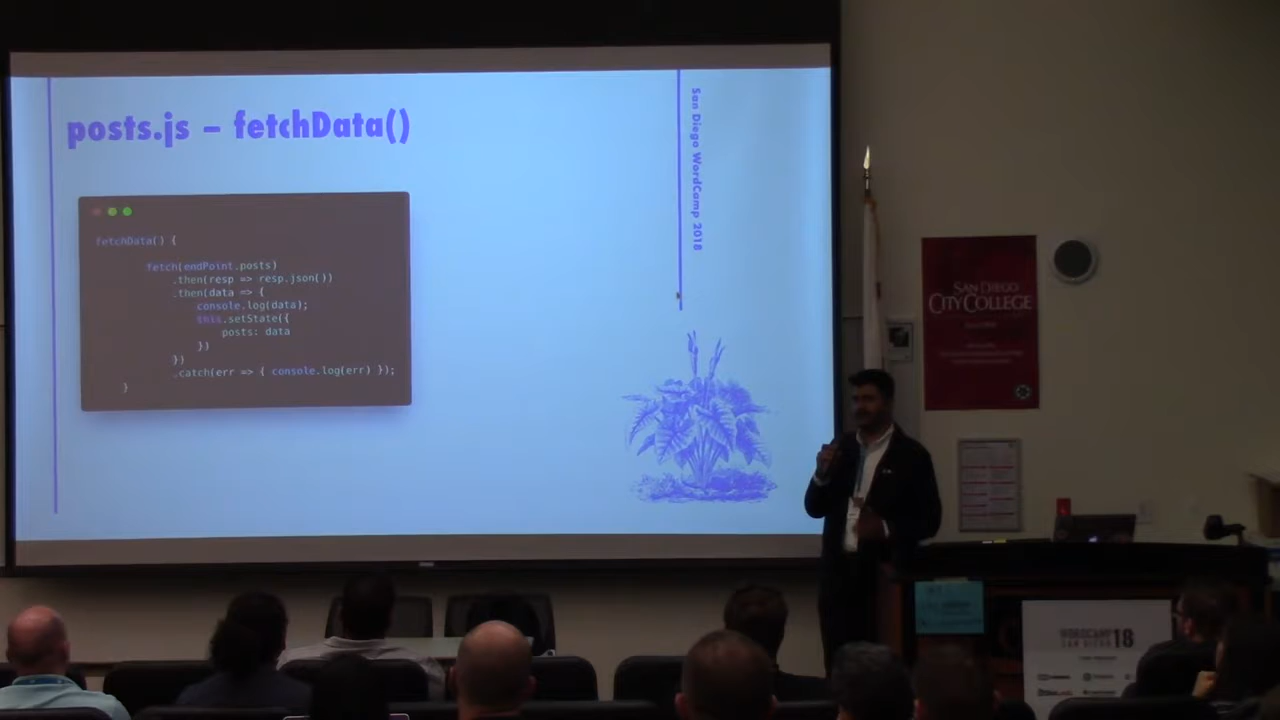 posts.js – fetchData()
San Diego WordCamp 2018
fetchData() {
fetch(endPoint.posts)
.then(resp => resp.json())
.then(data => {
console.log(data);
this.setState({
posts: data
})
})
.catch(err => { console.log(err) });
}
SAN DIEGO
CITY COLLEGE
WORDCAMP 18
SAN DIEGO